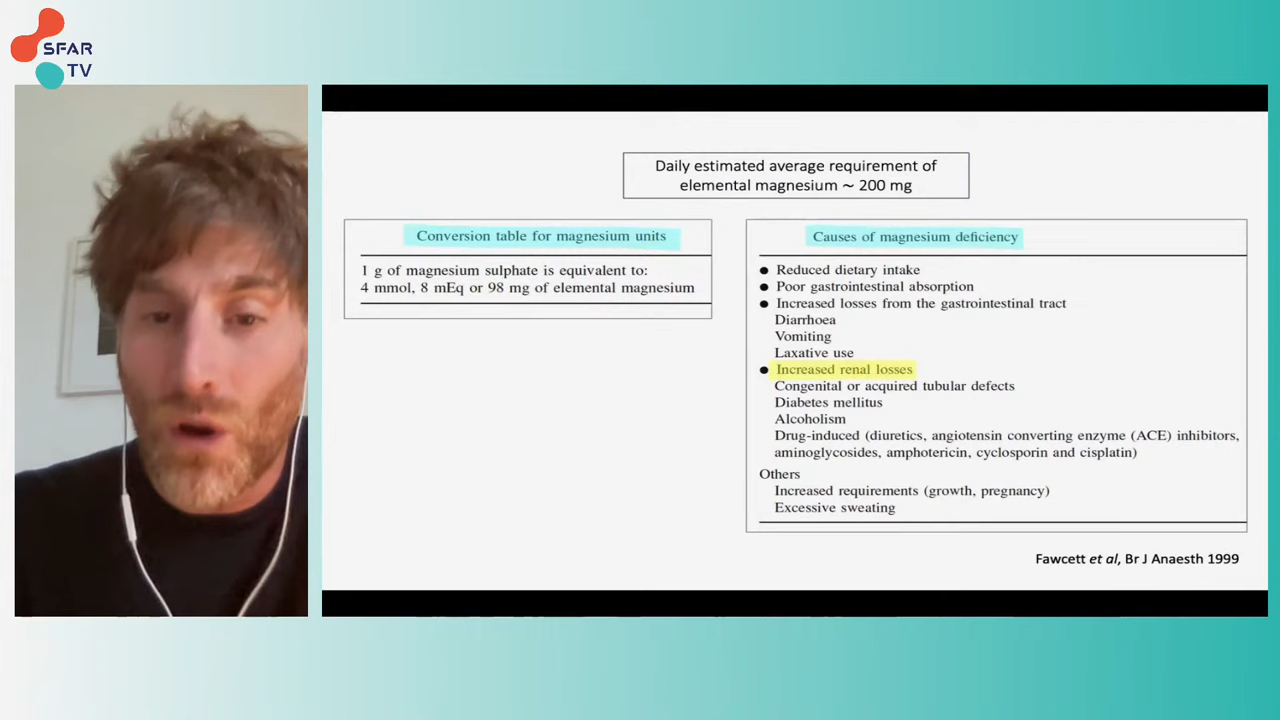 SFAR
TV
Daily estimated average requirement of
elemental magnesium ~ 200 mg
Conversion table for magnesium units
1 g of magnesium sulphate is equivalent to:
4 mmol, 8 mEq or 98 mg of elemental magnesium
Causes of magnesium deficiency
● Reduced dietary intake
● Poor gastrointestinal absorption
● Increased losses from the gastrointestinal tract
Diarrhoea
Vomiting
Laxative use
● Increased renal losses
Congenital or acquired tubular defects
Diabetes mellitus
Alcoholism
Drug-induced (diuretics, angiotensin converting enzyme (ACE) inhibitors,
aminoglycosides, amphotericin, cyclosporin and cisplatin)
Others
Increased requirements (growth, pregnancy)
Excessive sweating
Fawcett et al, Br J Anaesth 1999